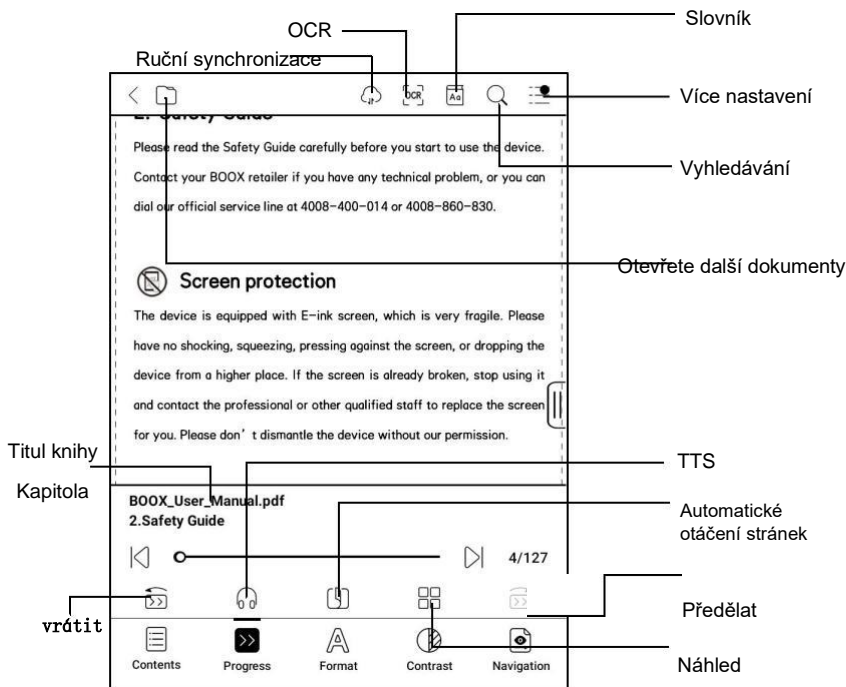 Slovník
OCR
Ruční synchronizace
OCR
Aa
Více nastavení
2. Safety Guide
Please read the Safety Guide carefully before you start to use the device.
Contact your BOOX retailer if you have any technical problem, or you can
dial our official service line at 4008-400-014 or 4008-860-830.
Vyhledávání
Otevřete další dokumenty
Screen protection
The device is equipped with E-ink screen, which is very fragile. Please
have no shocking, squeezing, pressing against the screen, or dropping the
device from a higher place. If the screen is already broken, stop using it
and contact the professional or other qualified staff to replace the screen
for you. Please don't dismantle the device without our permission.
Titul knihy
Kapitola
TTS
BOOX_User_Manual.pdf
2.Safety Guide
Automatické
otáčení stránek
4/127
Předělat
vrátit
Contents
Progress
Format
Contrast
Navigation
Náhled